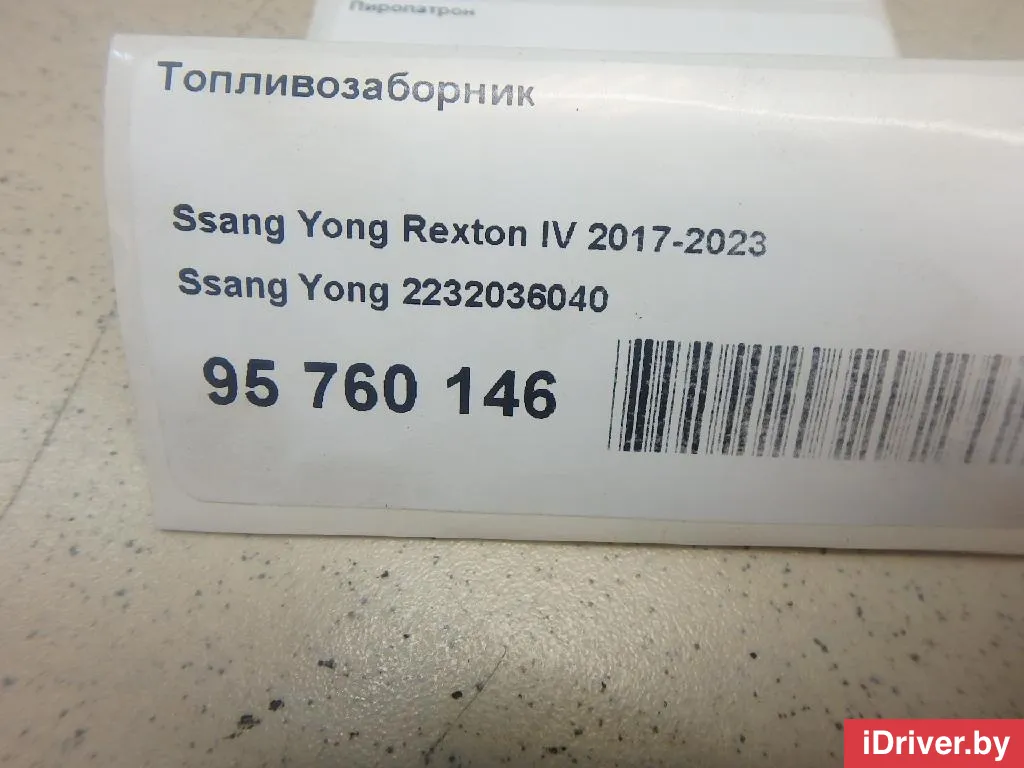 Пиропатрон
Топливозаборник
Ssang Yong Rexton IV 2017-2023
Ssang Yong 2232036040
95 760 146
iDriver.by